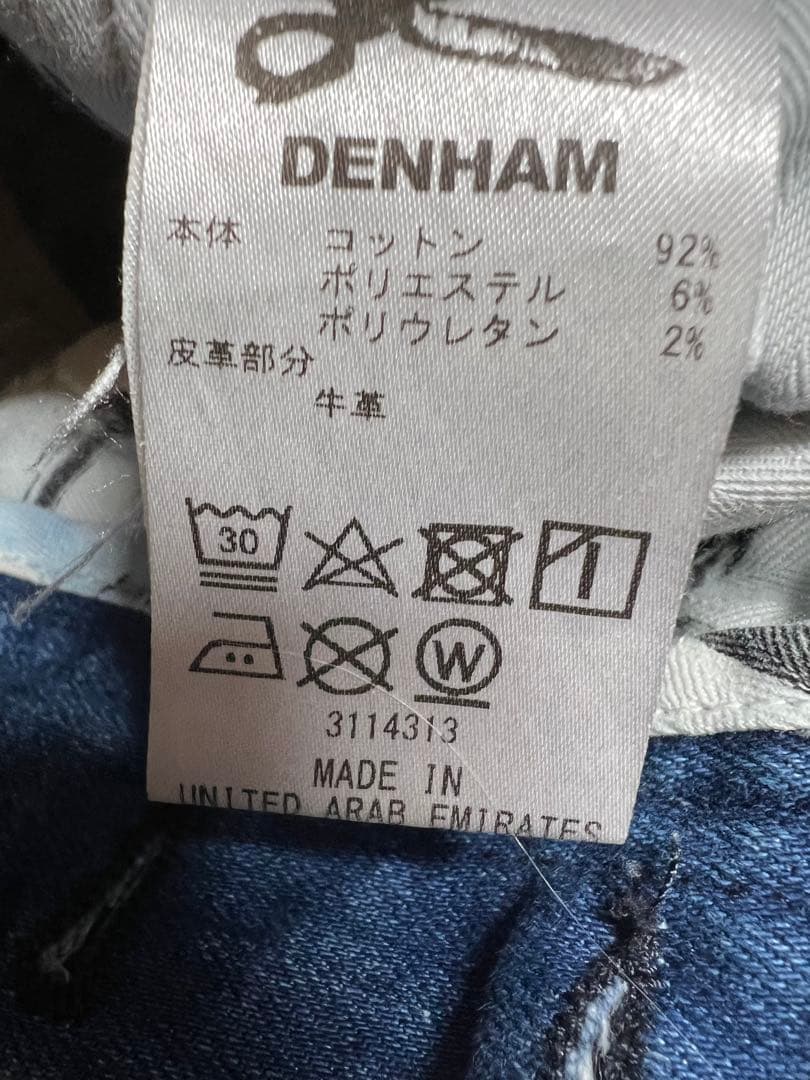 DENHAM
本体 コットン 92%
ポリエステル 6%
ポリウレタン 2%
皮革部分
牛革
30
W
3114313
MADE IN
UNITED ARAB EMIRATES